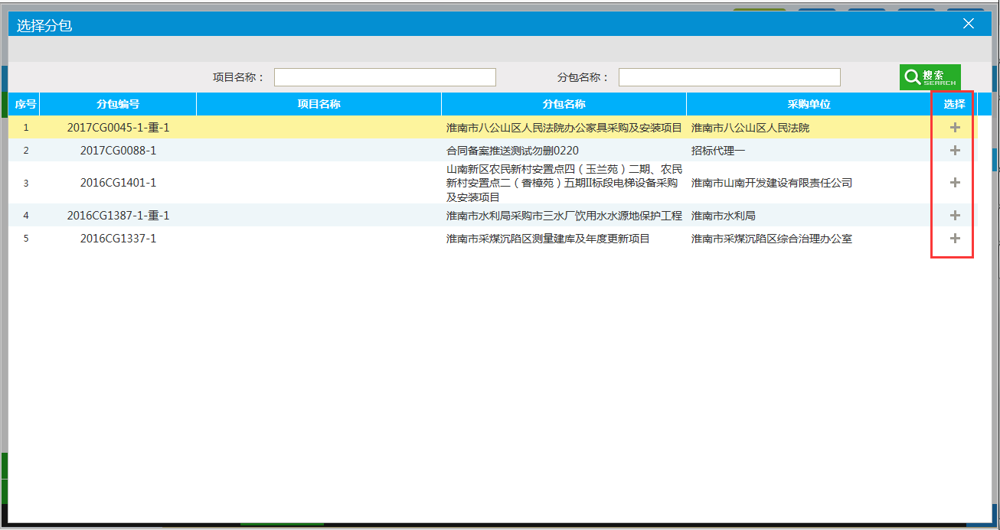 选择分包
项目名称：
分包名称：
搜索
SEARCH
序号 分包编号 项目名称 分包名称 采购单位 选择
1 2017CG0045-1-重-1 淮南市八公山区人民法院办公家具采购及安装项目 淮南市八公山区人民法院
2 2017CG0088-1 合同备案推送测试勿删0220 招标代理一
山南新区农民新村安置点四（玉兰苑）二期、农民
3 2016CG1401-1 新村安置点二（香樟苑）五期II标段电梯设备采购 淮南市山南开发建设有限责任公司
及安装项目
4 2016CG1387-1-重-1 淮南市水利局采购市三水厂饮用水水源地保护工程 淮南市水利局
5 2016CG1337-1 淮南市采煤沉陷区测量建库及年度更新项目 淮南市采煤沉陷区综合治理办公室